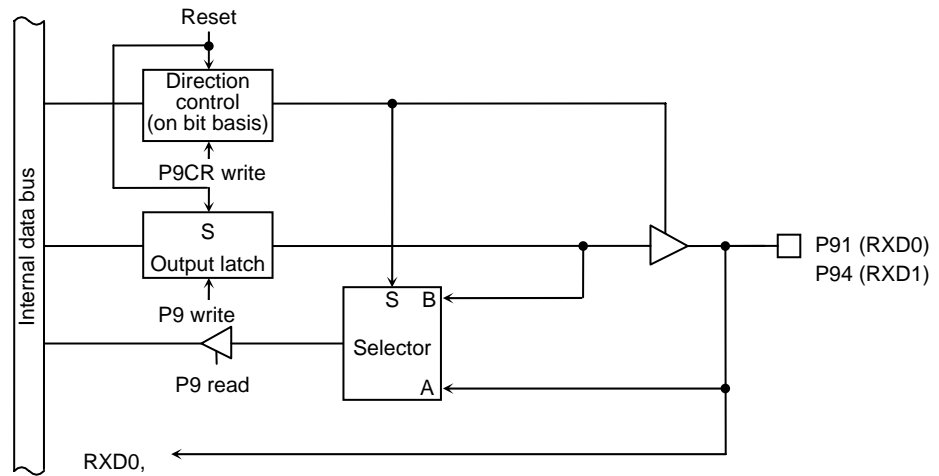 Reset
Direction
control
(on bit basis)
P9CR write
S
Output latch
P9 write
S B
Selector
A
P9 read
P91 (RXD0)
P94 (RXD1)
Internal data bus
RXD0,